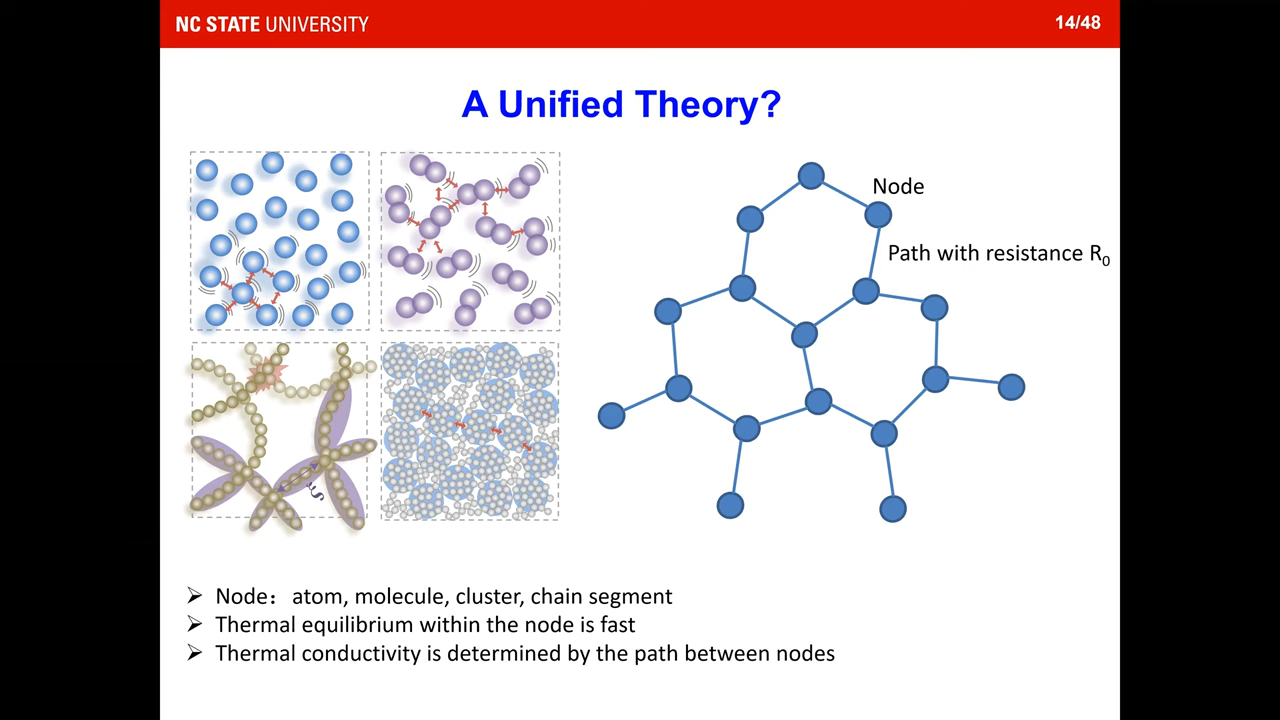 NC STATE UNIVERSITY
14/48
A Unified Theory?
Node
Path with resistance R₀
ξ
➢ Node： atom, molecule, cluster, chain segment
➢ Thermal equilibrium within the node is fast
➢ Thermal conductivity is determined by the path between nodes